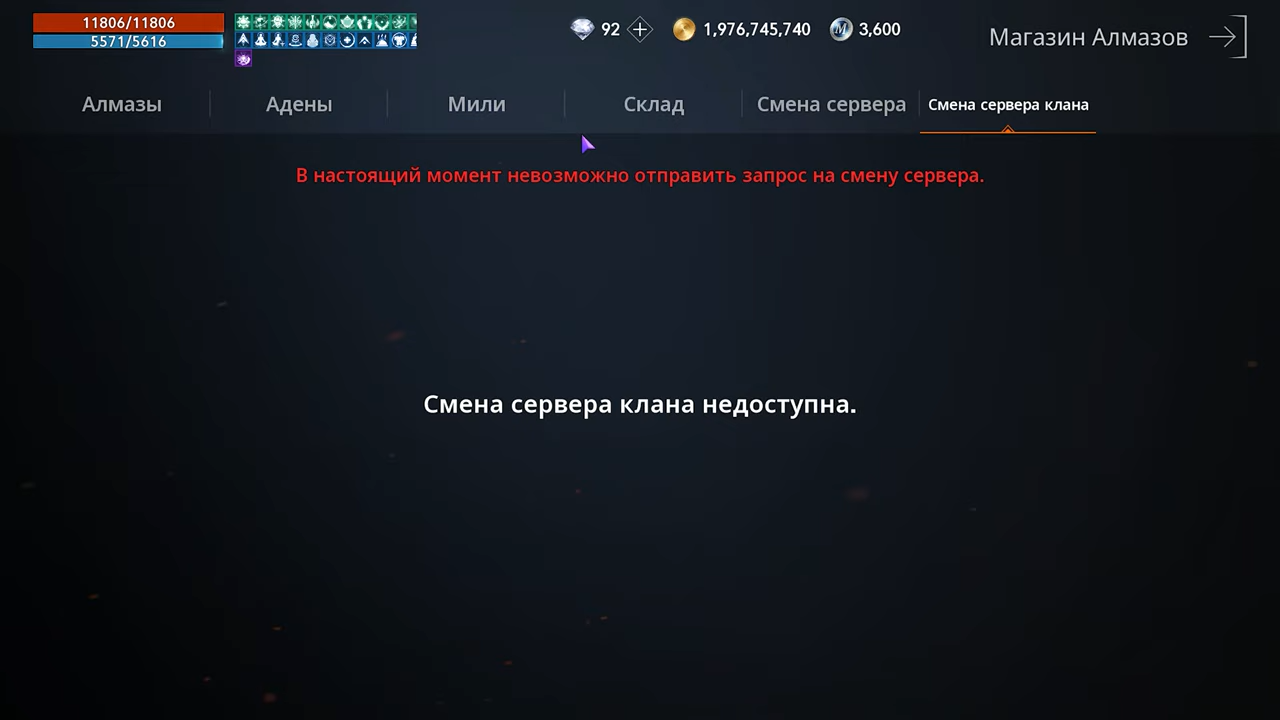 11806/11806
5571/5616
92
1,976,745,740
3,600
Магазин Алмазов
Алмазы
Адены
Мили
Склад
Смена сервера
Смена сервера клана
В настоящий момент невозможно отправить запрос на смену сервера.
Смена сервера клана недоступна.